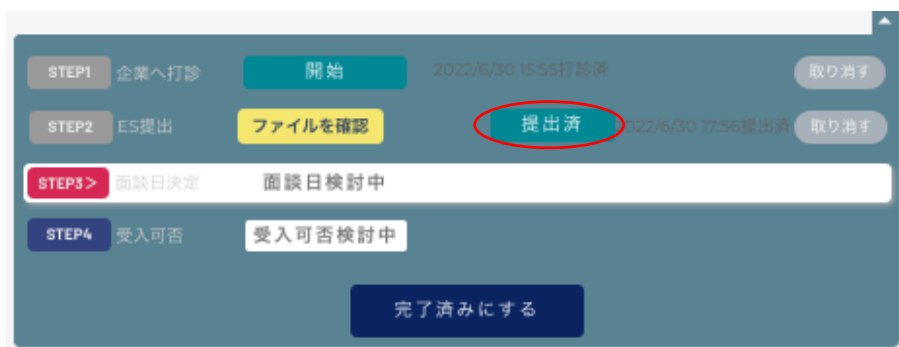 STEP1 企業へ打診 開始 2022/6/30 15:55打診済 取り消す
STEP2 ES提出 ファイルを確認 提出済 2022/6/30 17:56提出済 取り消す
STEP3> 面談日決定 面談日検討中
STEP4 受入可否 受入可否検討中
完了済みにする